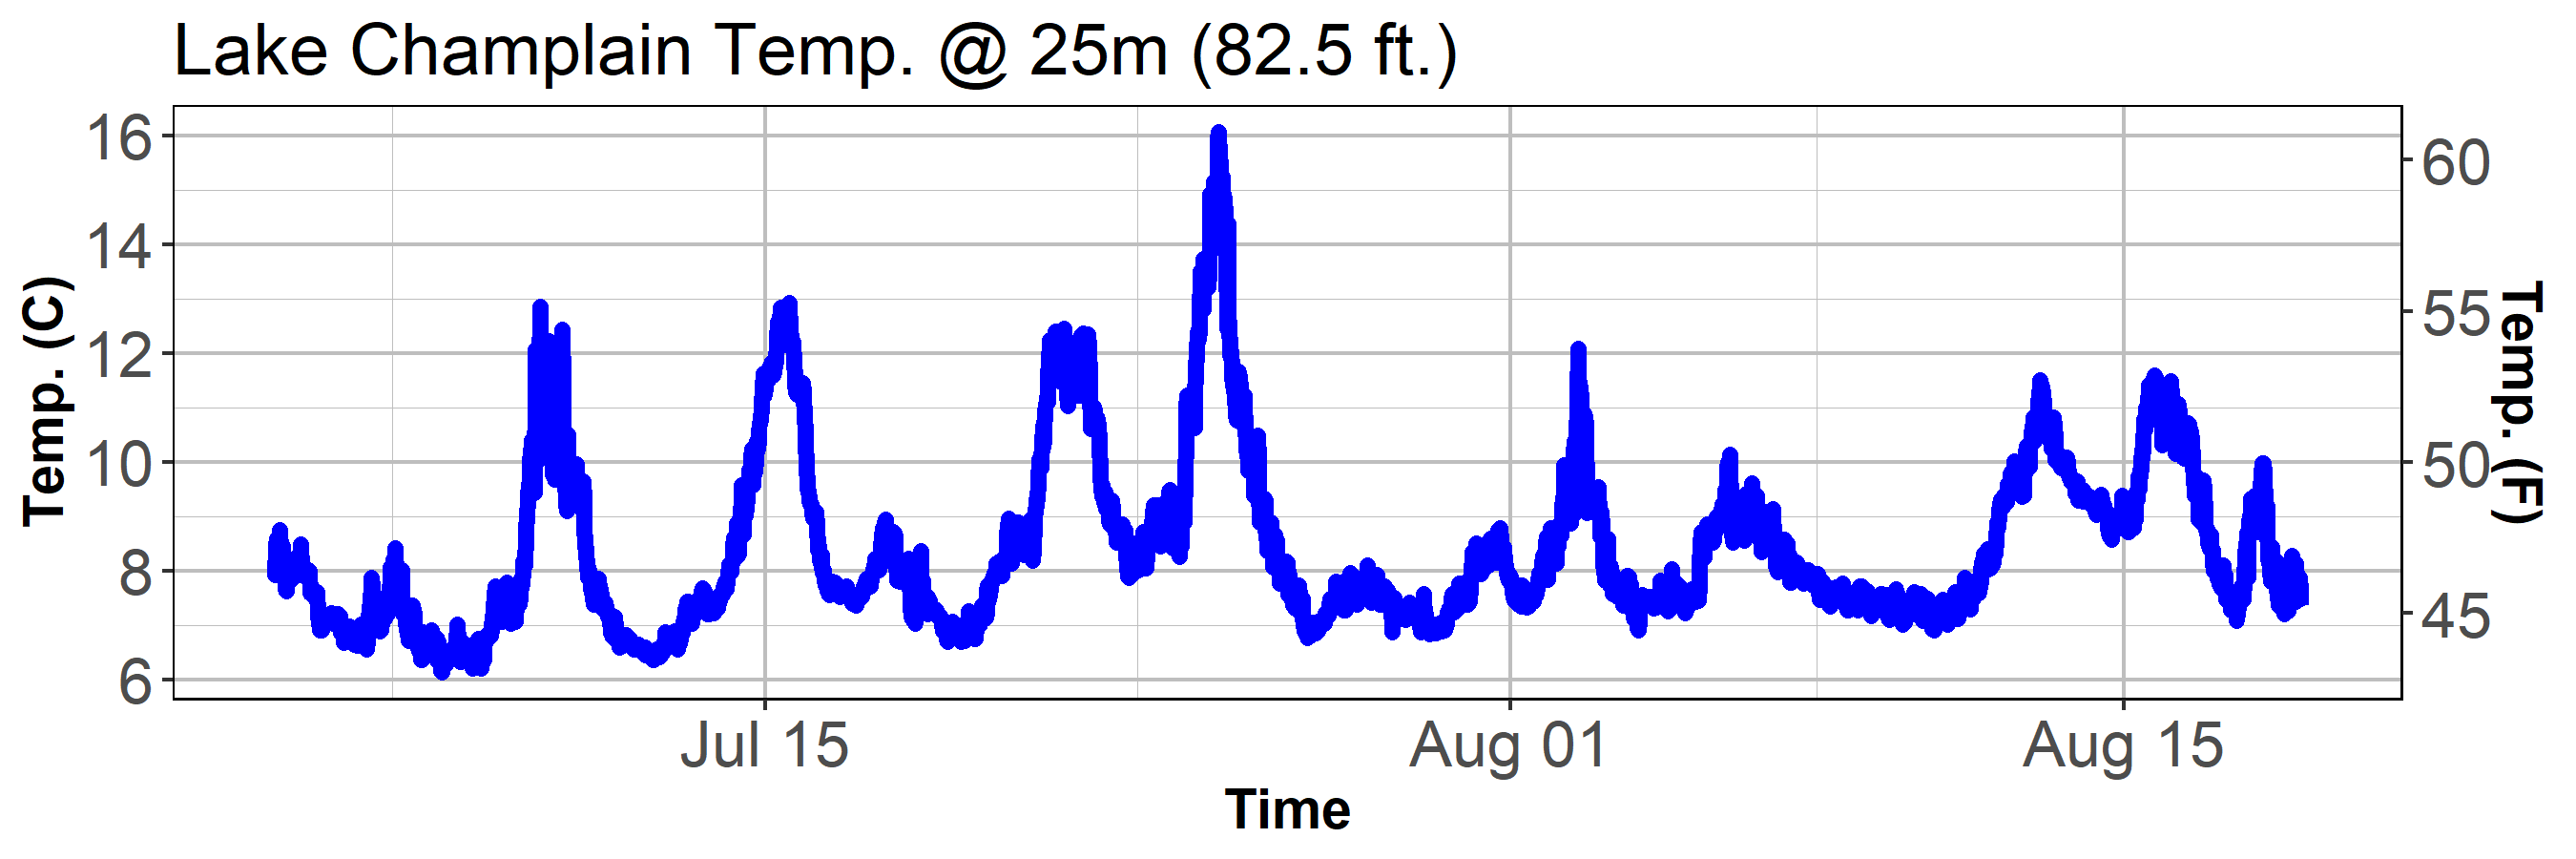 Lake Champlain Temp. @ 25m (82.5 ft.)
Temp. (C)
16
14
12
10
8
6
60
55
50
45
Temp. (F)
Jul 15
Aug 01
Aug 15
Time